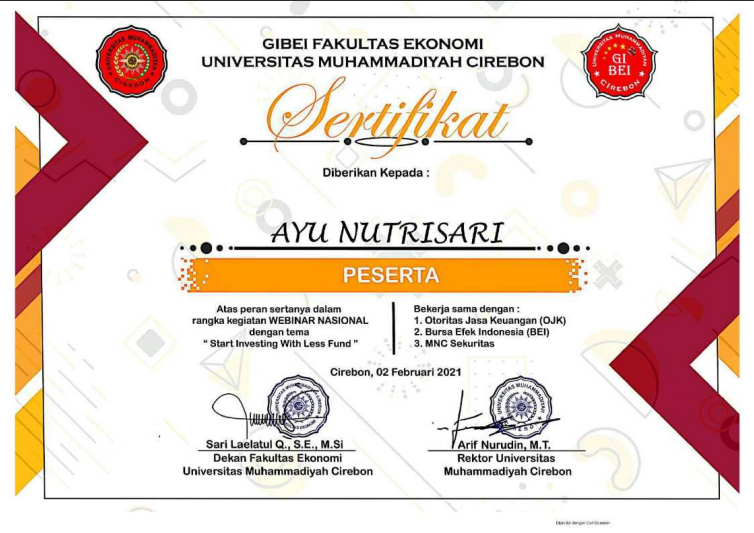 GIBEI FAKULTAS EKONOMI
UNIVERSITAS MUHAMMADIYAH CIREBON
UNIVERSITAS MUHAMMADIYAH
CIREBON
UNIVERSITAS MUHAMMADIYAH
GI
BEI
CIREBON
Sertifikat
Diberikan Kepada :
AYU NUTRISARI
PESERTA
Atas peran sertanya dalam
rangka kegiatan WEBINAR NASIONAL
dengan tema
" Start Investing With Less Fund "
Bekerja sama dengan :
1. Otoritas Jasa Keuangan (OJK)
2. Bursa Efek Indonesia (BEI)
3. MNC Sekuritas
Cirebon, 02 Februari 2021
Sari Laelatul Q., S.E., M.Si
Dekan Fakultas Ekonomi
Universitas Muhammadiyah Cirebon
Arif Nurudin, M.T.
Rektor Universitas
Muhammadiyah Cirebon
Dipindai dengan CamScanner